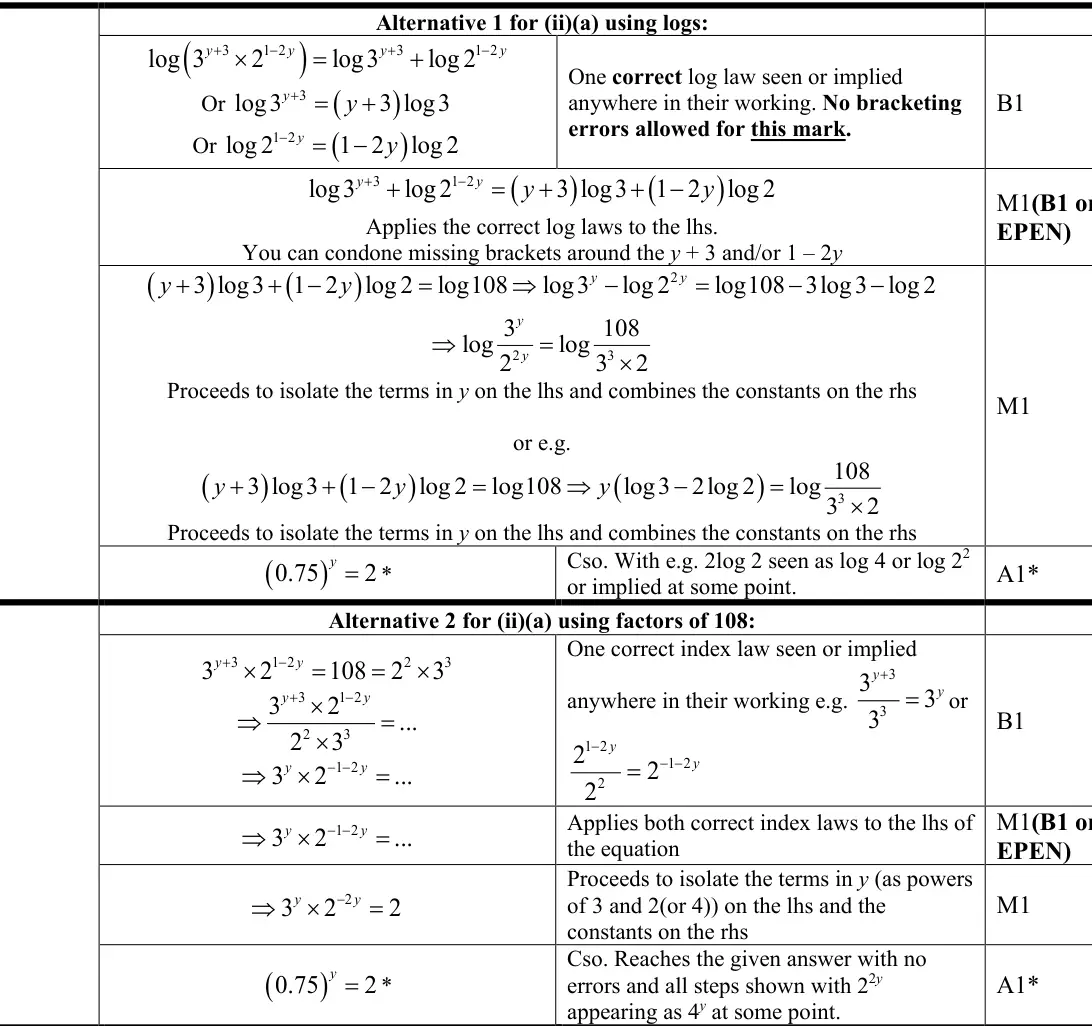 Alternative 1 for (ii)(a) using logs:
log(3^{y+3} × 2^{1−2y}) = log 3^{y+3} + log 2^{1−2y}
Or log 3^{y+3} = (y + 3) log 3
Or log 2^{1−2y} = (1 − 2y) log 2
One correct log law seen or implied
anywhere in their working. No bracketing
errors allowed for this mark.
B1
log 3^{y+3} + log 2^{1−2y} = (y + 3) log 3 + (1 − 2y) log 2
Applies the correct log laws to the lhs.
You can condone missing brackets around the y + 3 and/or 1 – 2y
M1(B1 on
EPEN)
(y + 3) log 3 + (1 − 2y) log 2 = log 108 ⇒ log 3^y − log 2^{2y} = log 108 − 3 log 3 − log 2
⇒ log \frac{3^y}{2^{2y}} = log \frac{108}{3^3 × 2}
Proceeds to isolate the terms in y on the lhs and combines the constants on the rhs
or e.g.
(y + 3) log 3 + (1 − 2y) log 2 = log 108 ⇒ y(log 3 − 2 log 2) = log \frac{108}{3^3 × 2}
Proceeds to isolate the terms in y on the lhs and combines the constants on the rhs
M1
(0.75)^y = 2 *
Cso. With e.g. 2log 2 seen as log 4 or log 2^2
or implied at some point.
A1*
Alternative 2 for (ii)(a) using factors of 108:
3^{y+3} × 2^{1−2y} = 108 = 2^2 × 3^3
⇒ \frac{3^{y+3} × 2^{1−2y}}{2^2 × 3^3} = ...
⇒ 3^y × 2^{−1−2y} = ...
One correct index law seen or implied
anywhere in their working e.g. \frac{3^{y+3}}{3^3} = 3^y or
\frac{2^{1−2y}}{2^2} = 2^{−1−2y}
B1
⇒ 3^y × 2^{−1−2y} = ...
Applies both correct index laws to the lhs of
the equation
M1(B1 on
EPEN)
⇒ 3^y × 2^{−2y} = 2
Proceeds to isolate the terms in y (as powers
of 3 and 2(or 4)) on the lhs and the
constants on the rhs
M1
(0.75)^y = 2 *
Cso. Reaches the given answer with no
errors and all steps shown with 2^{2y}
appearing as 4^y at some point.
A1*